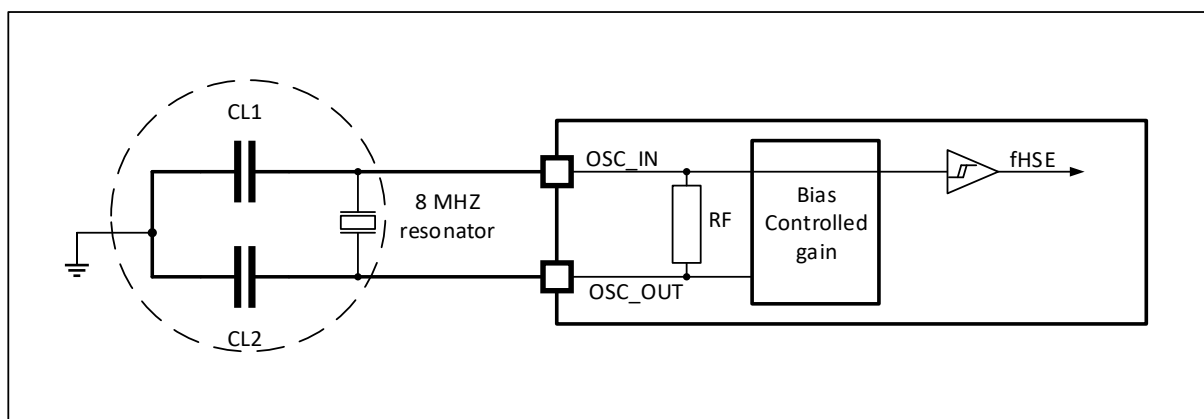 CL1
8 MHZ
resonator
CL2
OSC_IN
RF
OSC_OUT
Bias
Controlled
gain
fHSE